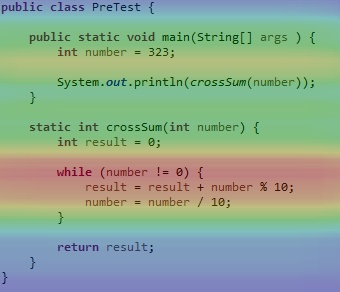 public class PreTest {
public static void main(String[] args ) {
int number = 323;
System.out.println(crossSum(number));
}
static int crossSum(int number) {
int result = 0;
while (number != 0) {
result = result + number % 10;
number = number / 10;
}
return result;
}
}